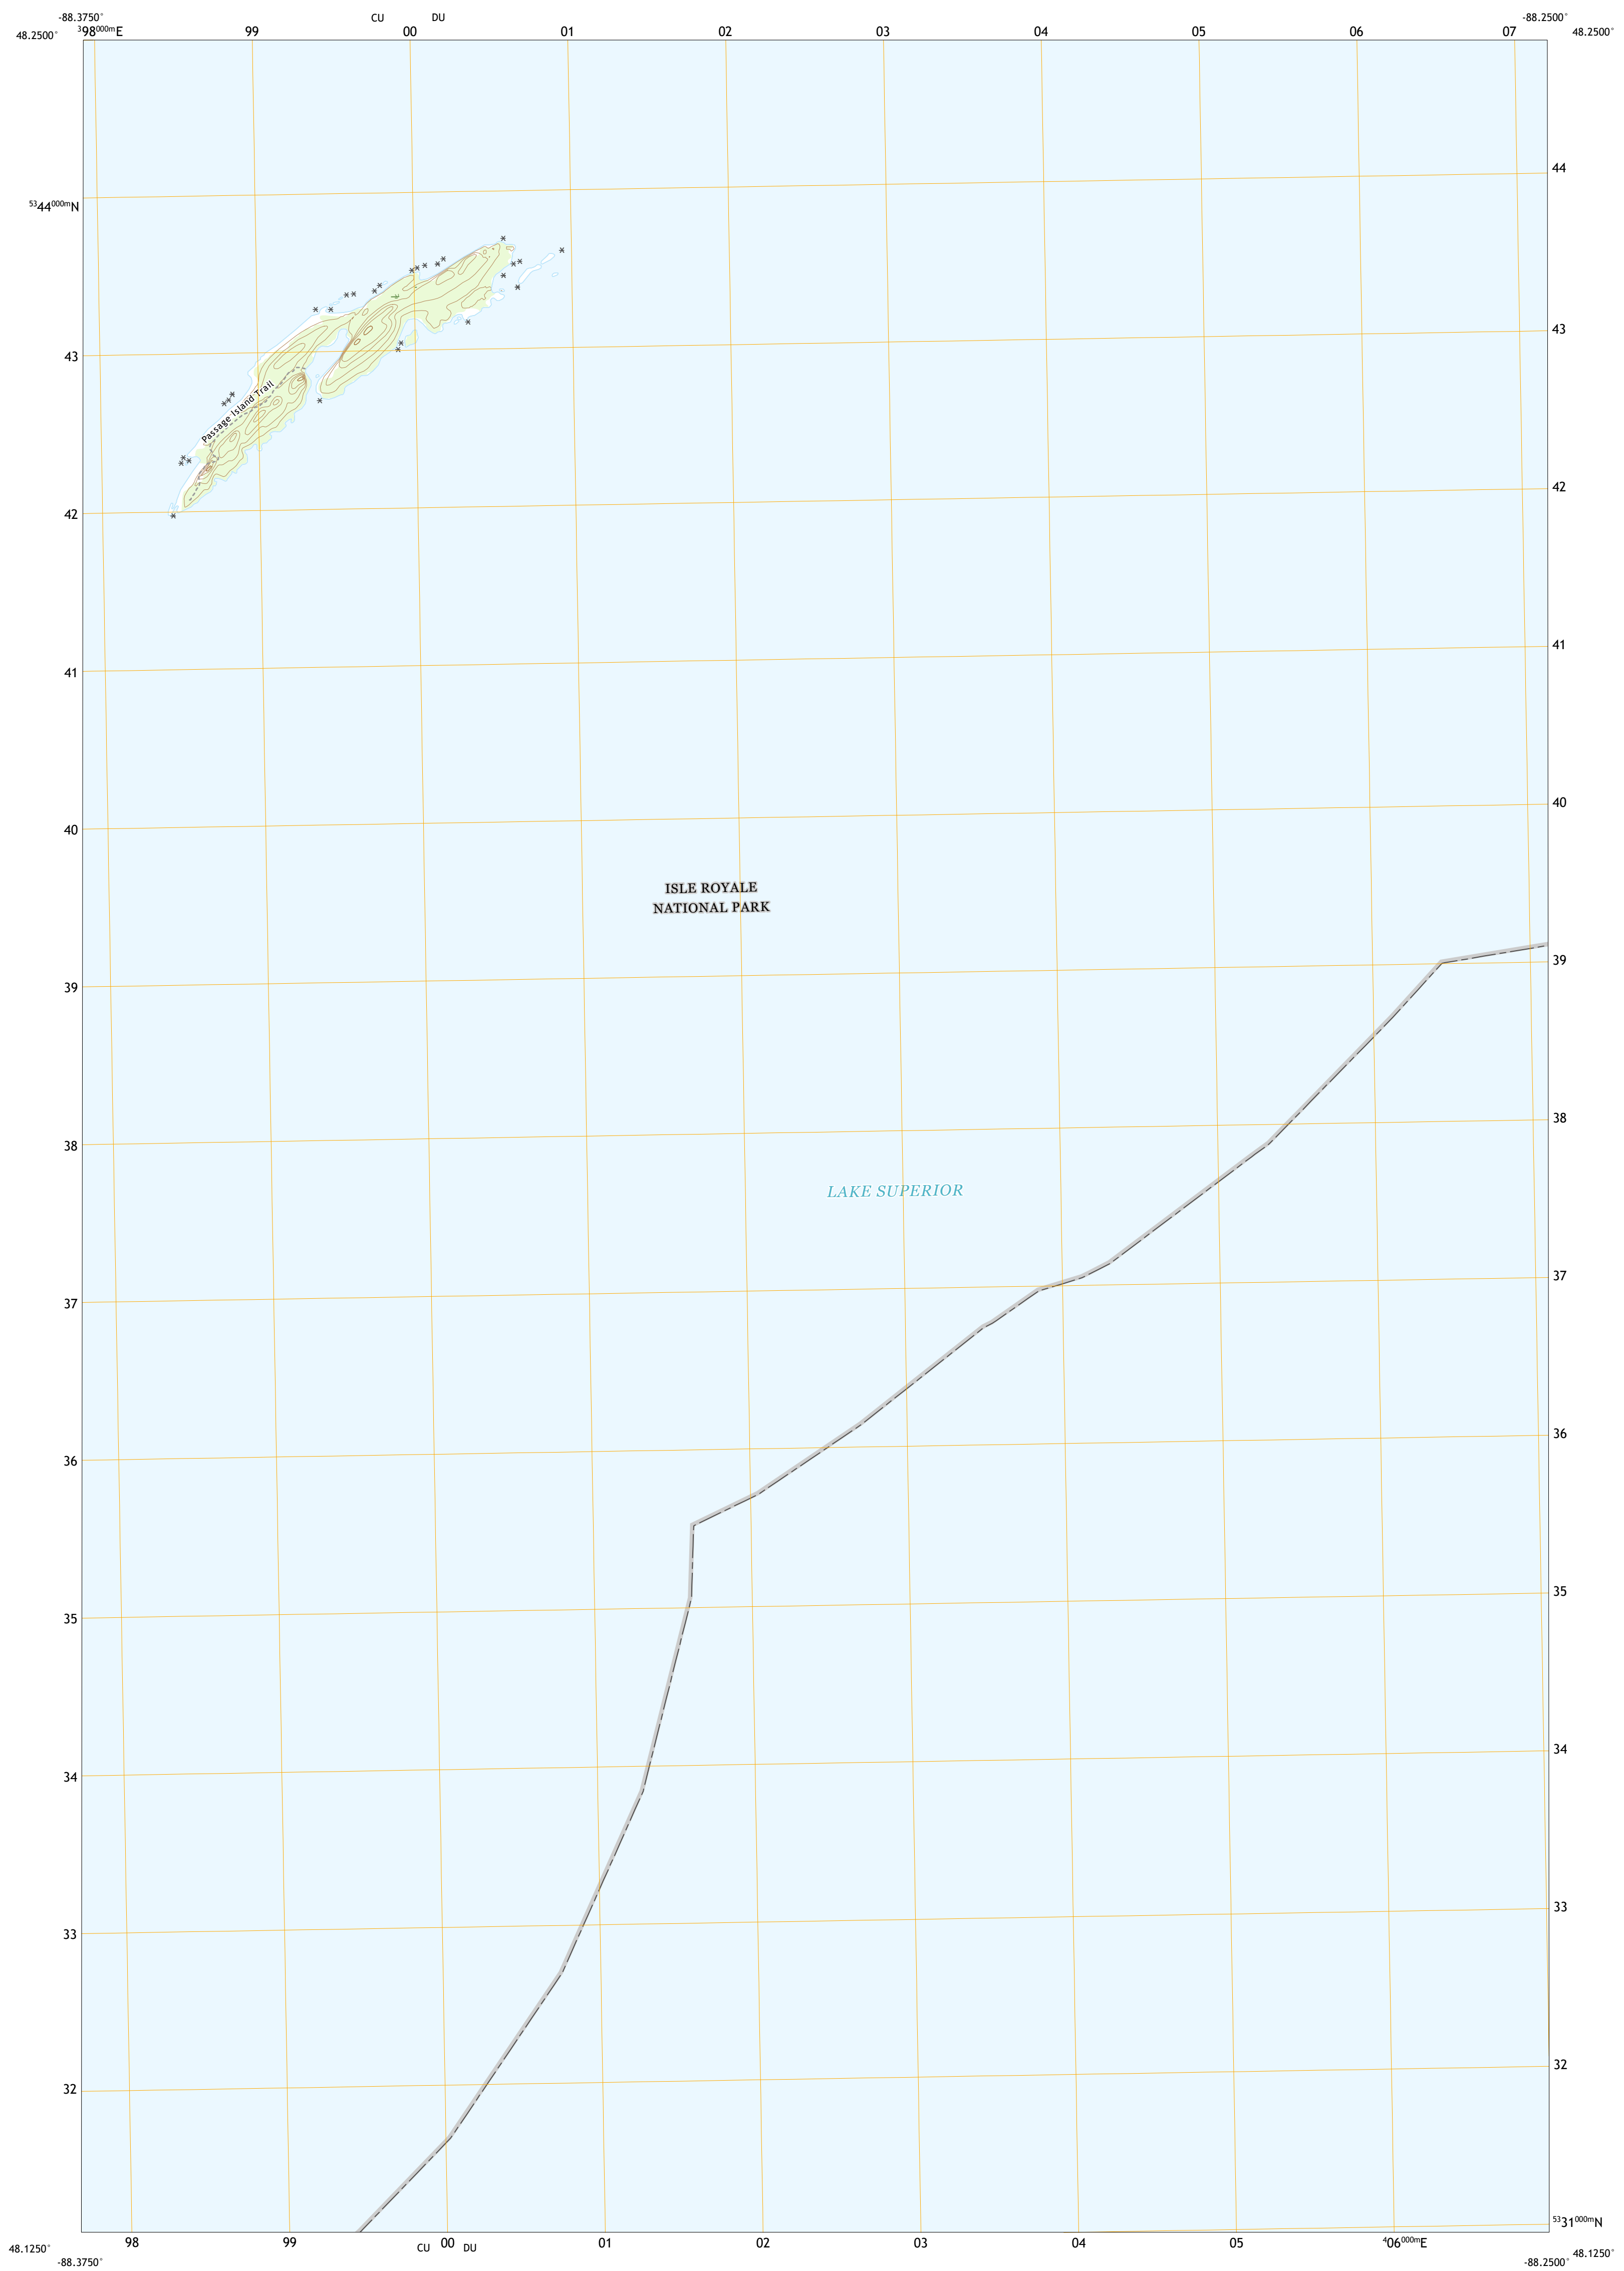 -88.3750° CU DU -88.2500°
48.2500° ³98⁰⁰⁰ᵐE 99 00 01 02 03 04 05 06 07 48.2500°
44
⁵³44⁰⁰⁰ᵐN
43
43
Passage Island Trail
42
42
41
41
40
40
ISLE ROYALE
NATIONAL PARK
39
39
38
38
LAKE SUPERIOR
37
37
36
36
35
35
34
34
33
33
32
32
⁵³31⁰⁰⁰ᵐN
98 99 00 01 02 03 04 05 ⁴06⁰⁰⁰ᵐE
48.1250° CU DU 48.1250°
-88.3750° -88.2500°